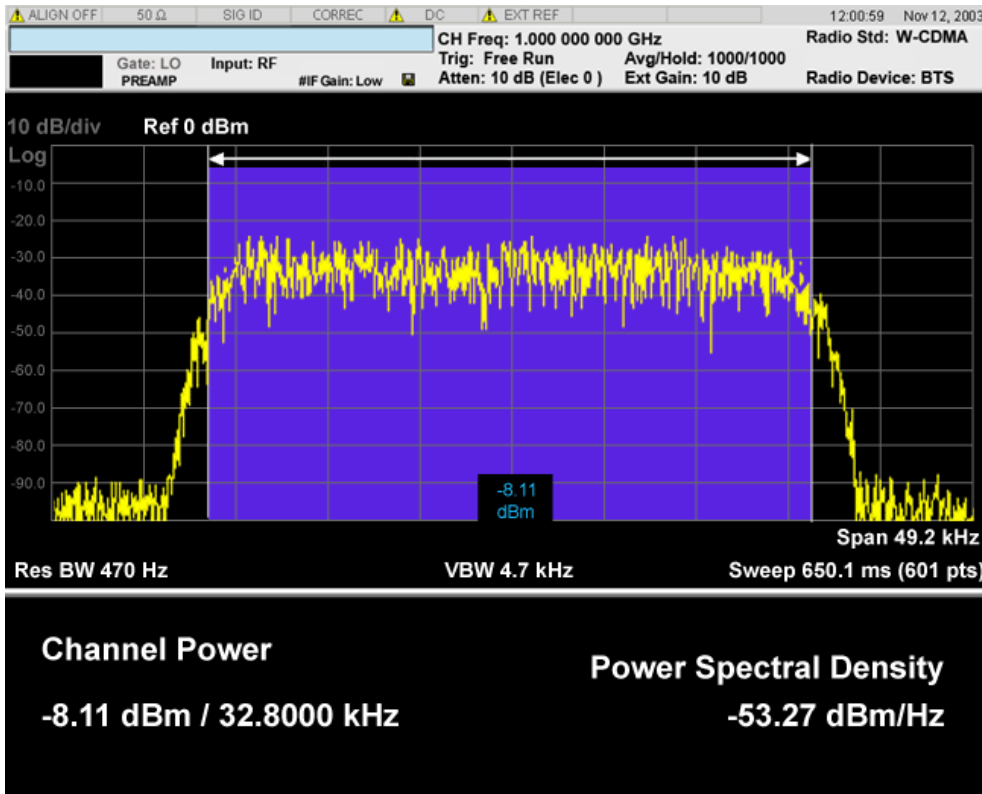 ALIGN OFF 50 Ω SIG ID CORREC DC EXT REF 12:00:59 Nov 12, 2003
CH Freq: 1.000 000 000 GHz Radio Std: W-CDMA
Gate: LO Input: RF Trig: Free Run Avg/Hold: 1000/1000
PREAMP #IF Gain: Low Atten: 10 dB (Elec 0 ) Ext Gain: 10 dB Radio Device: BTS
10 dB/div Ref 0 dBm
Log
-10.0
-20.0
-30.0
-40.0
-50.0
-60.0
-70.0
-80.0
-90.0
-8.11
dBm
Span 49.2 kHz
Res BW 470 Hz VBW 4.7 kHz Sweep 650.1 ms (601 pts)
Channel Power
Power Spectral Density
-8.11 dBm / 32.8000 kHz -53.27 dBm/Hz